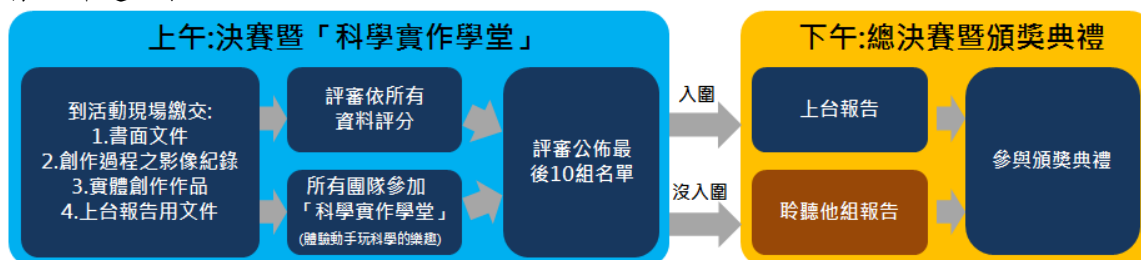 上午:決賽暨「科學實作學堂」
到活動現場繳交:
1.書面文件
2.創作過程之影像紀錄
3.實體創作作品
4.上台報告用文件
評審依所有
資料評分
所有團隊參加
「科學實作學堂」
(體驗動手玩科學的樂趣)
評審公佈最
後10組名單
入圍
沒入圍
下午:總決賽暨頒獎典禮
上台報告
聆聽他組報告
參與頒獎典禮